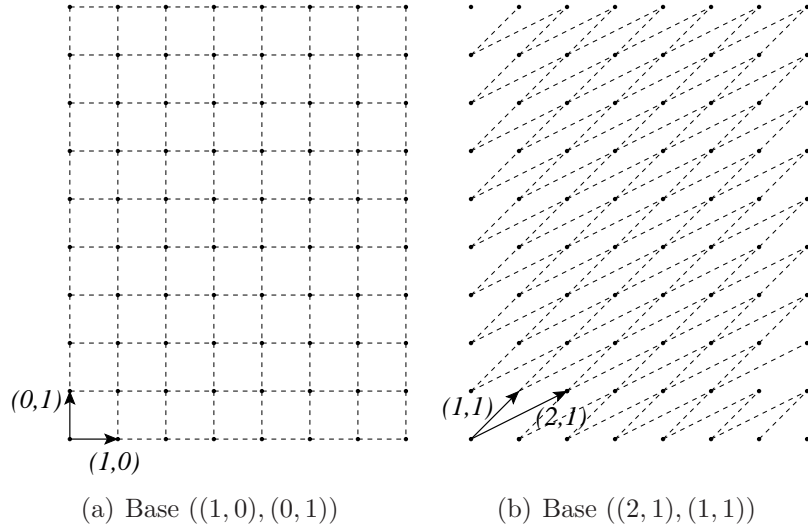 (0,1)
(1,0)
(1,1)
(2,1)
(a) Base ((1, 0), (0, 1))
(b) Base ((2, 1), (1, 1))